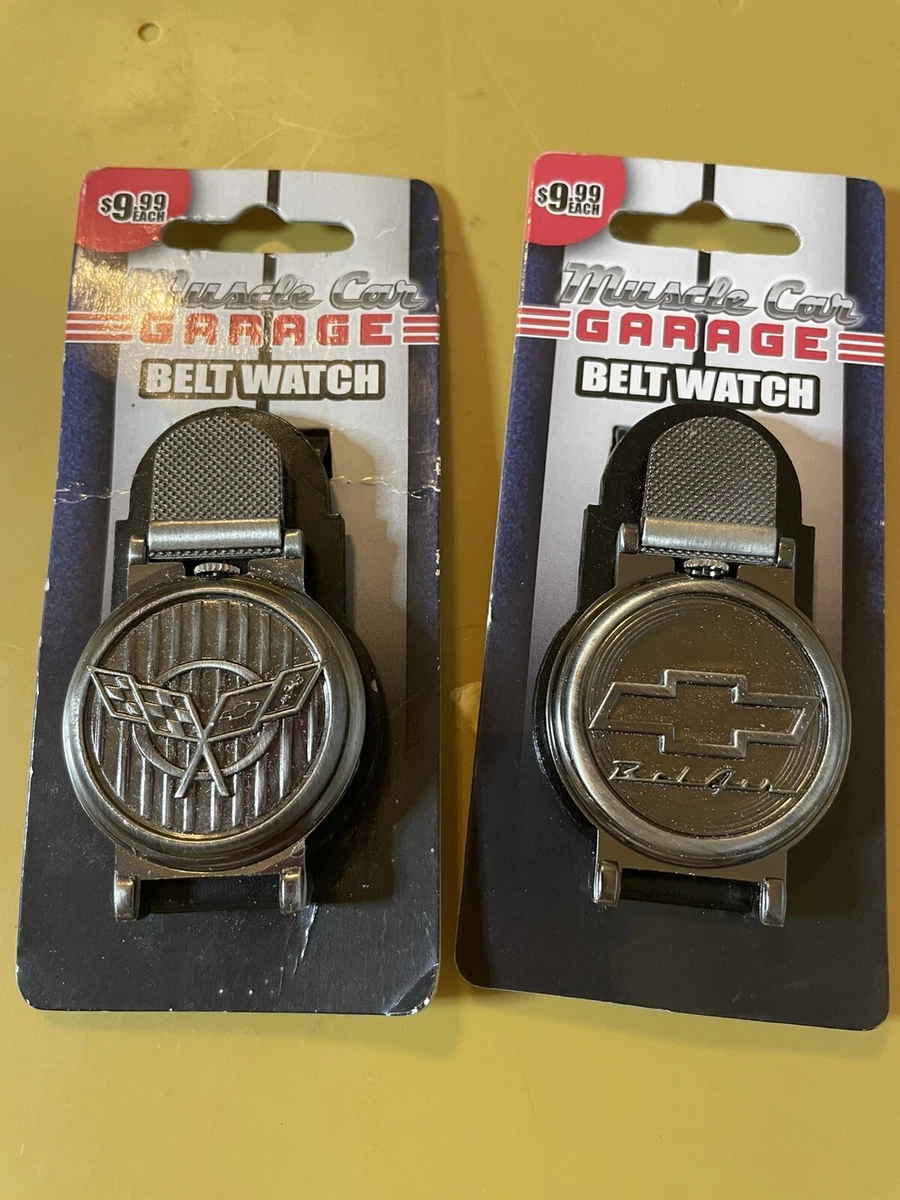 $9.99
EACH
Muscle Car
GARAGE
BELT WATCH
$9.99
EACH
Muscle Car
GARAGE
BELT WATCH
Bel Air